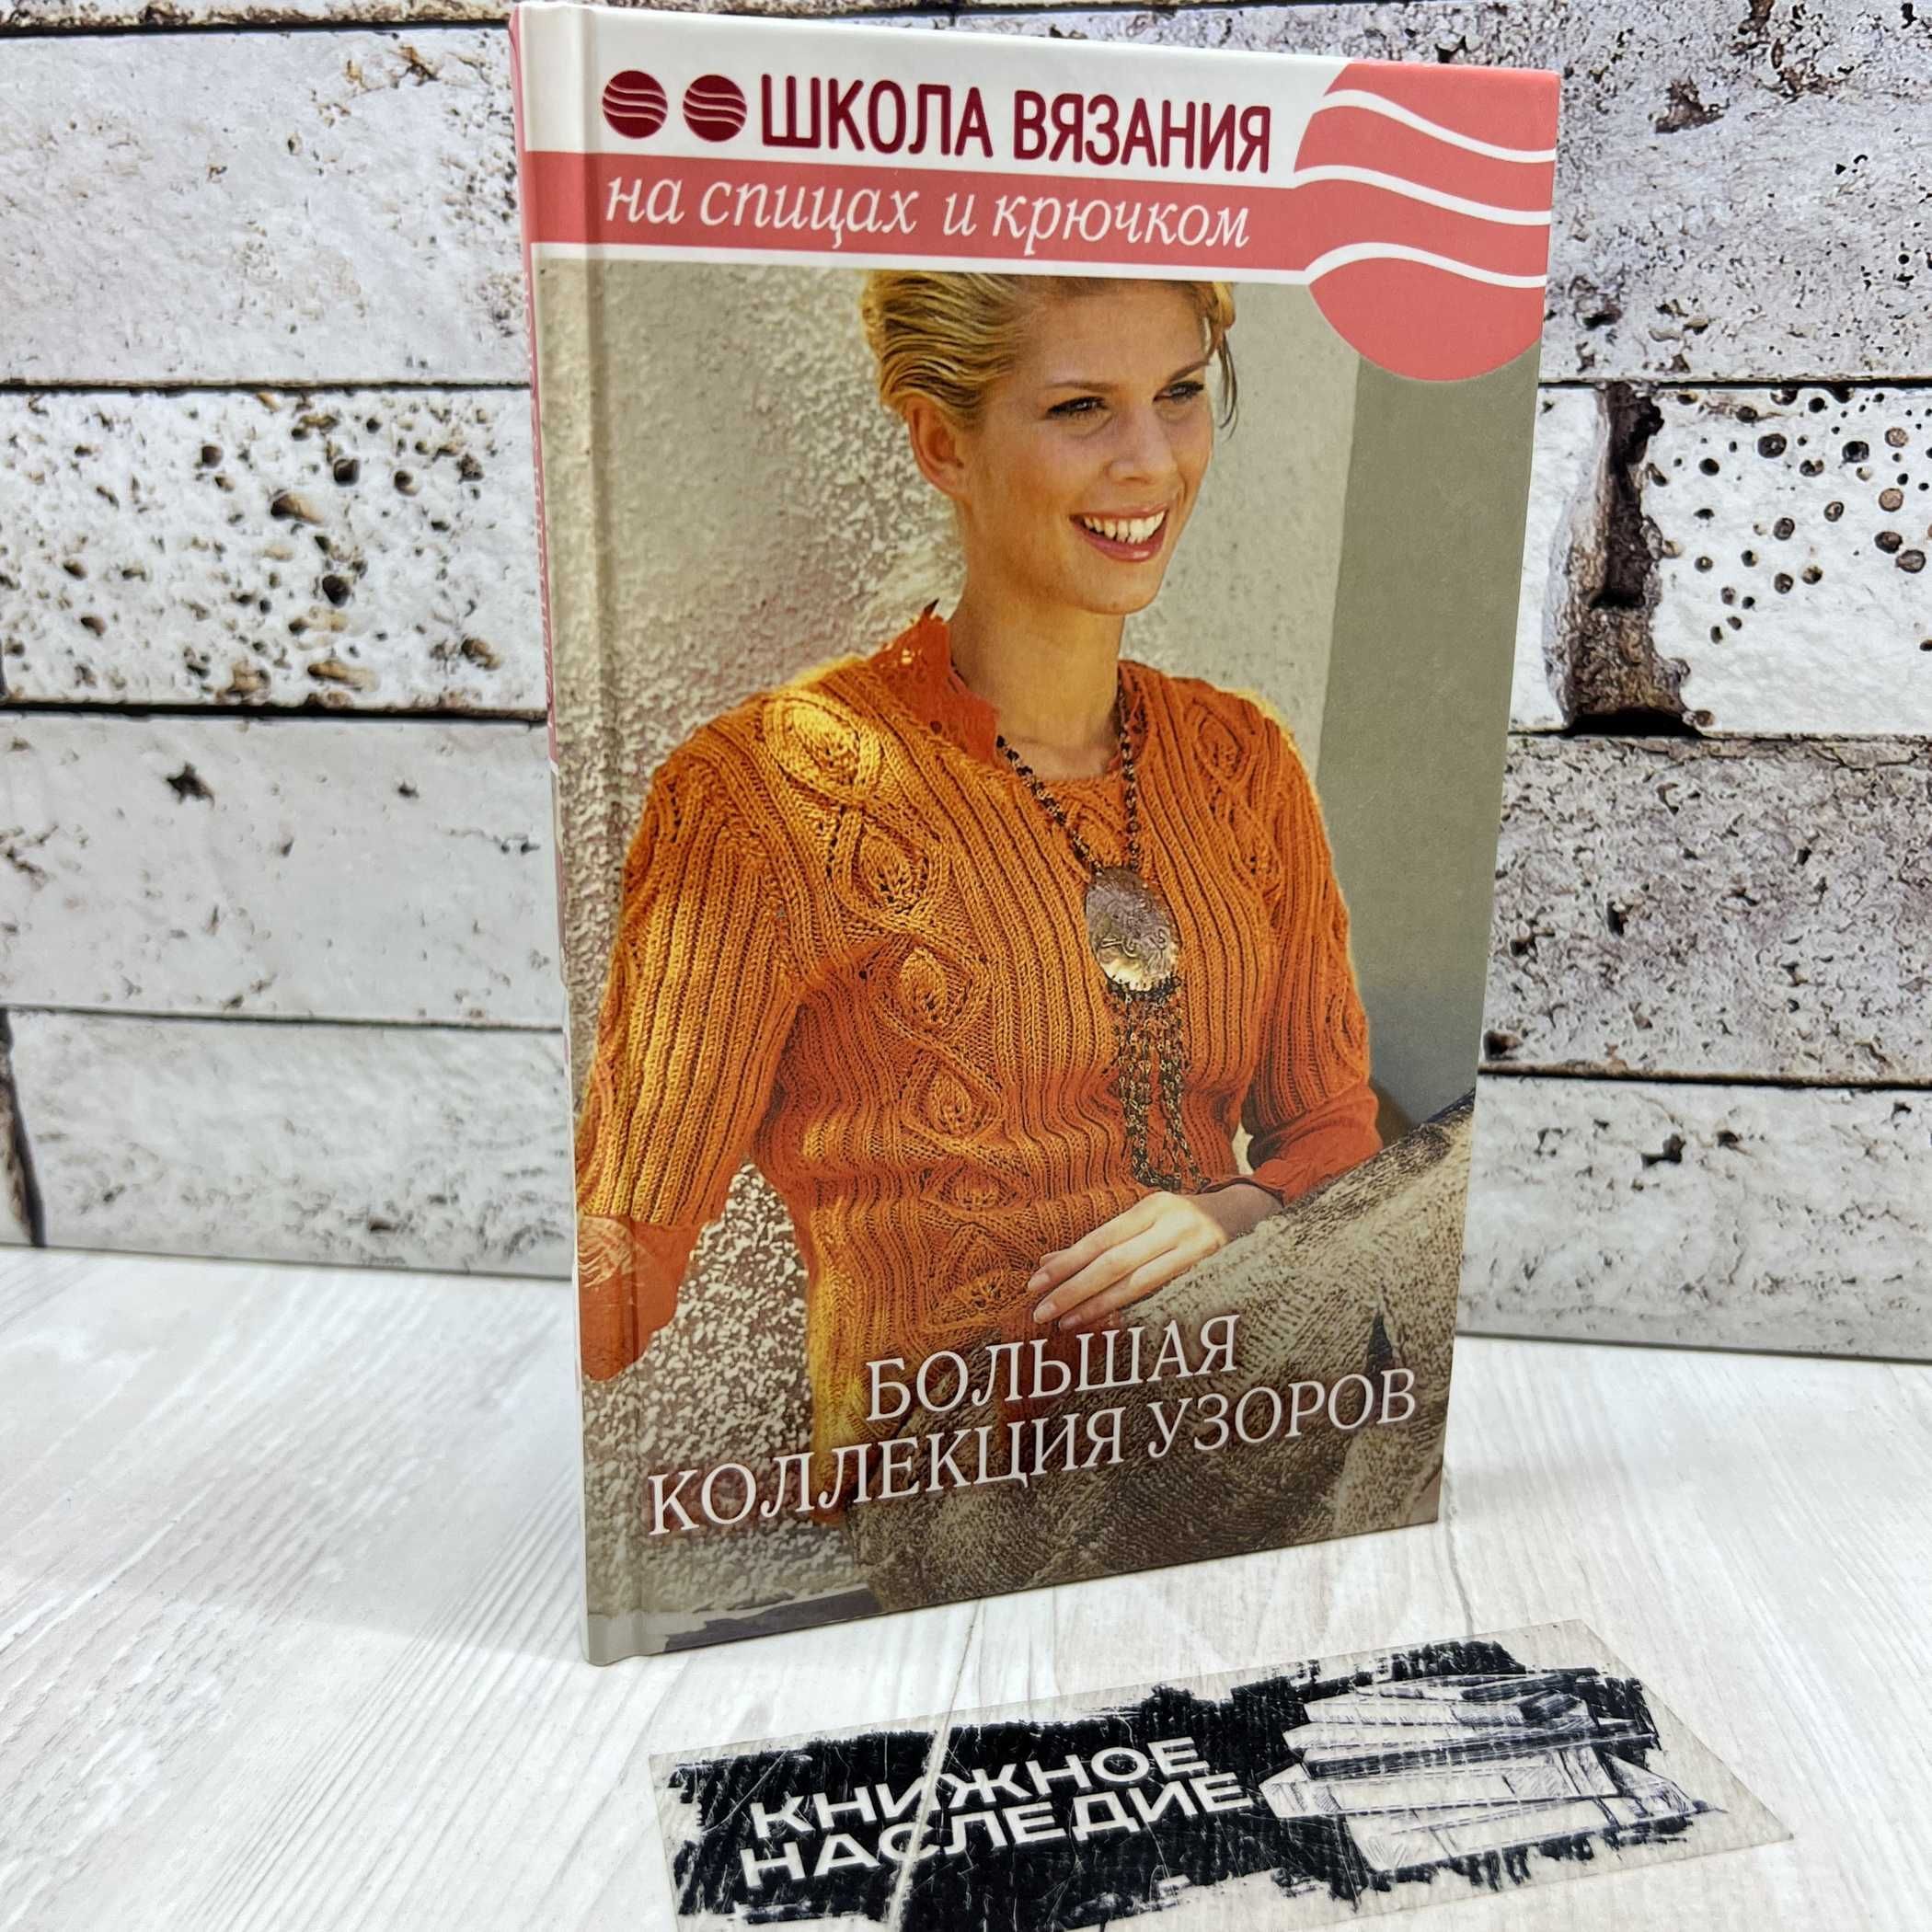 ШКОЛА ВЯЗАНИЯ
на спицах и крючком
БОЛЬШАЯ
КОЛЛЕКЦИЯ УЗОРОВ
КНИЖНОЕ
НАСЛЕДИЕ